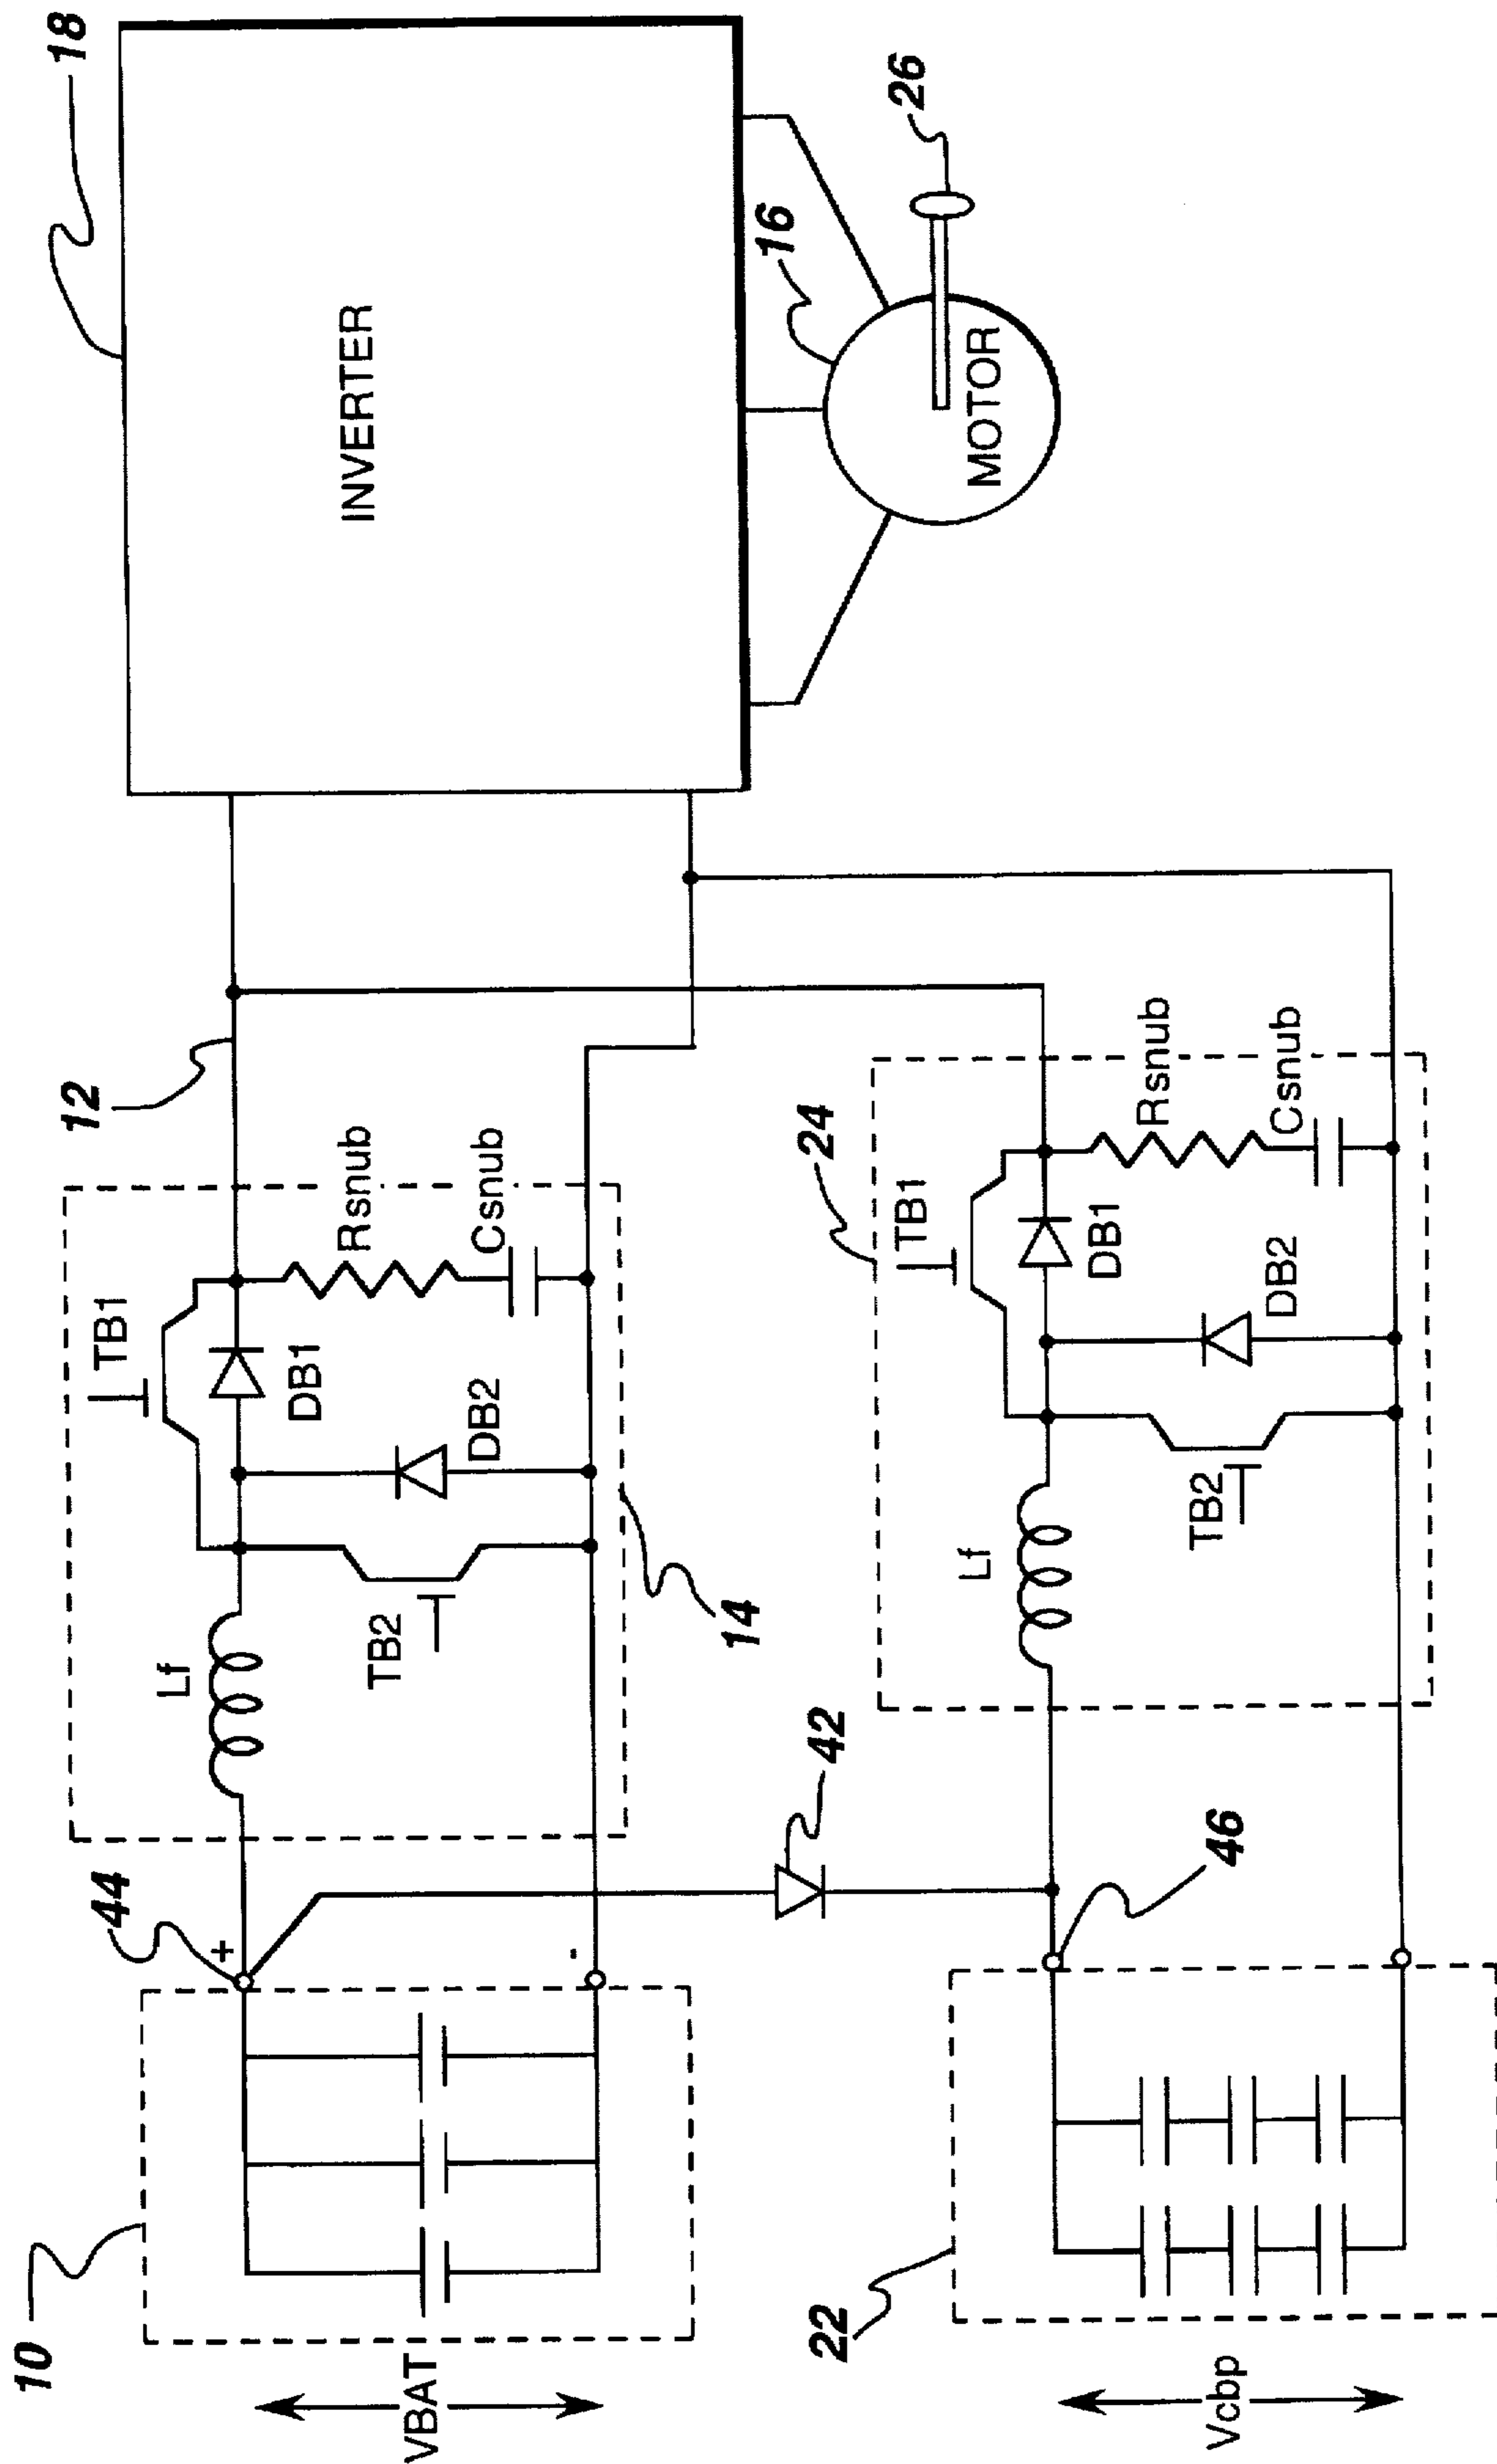 18
INVERTER
26
16
MOTOR
12
24
TB1
Rsnub
Csnub
DB1
DB2
TB2
Lf
14
TB1
Rsnub
Csnub
DB1
DB2
TB2
Lf
42
44
+
-
46
10
VBAT
22
Vcbp